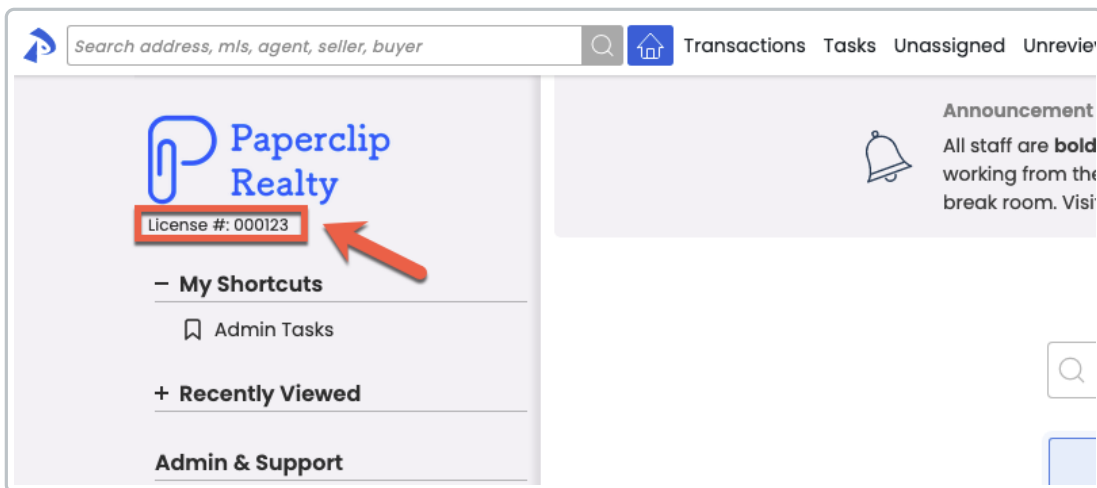 Search address, mls, agent, seller, buyer
Transactions Tasks Unassigned
Paperclip
Realty
License #: 000123
− My Shortcuts
Admin Tasks
+ Recently Viewed
Admin & Support
Announcement
All staff are bold
working from the
break room.